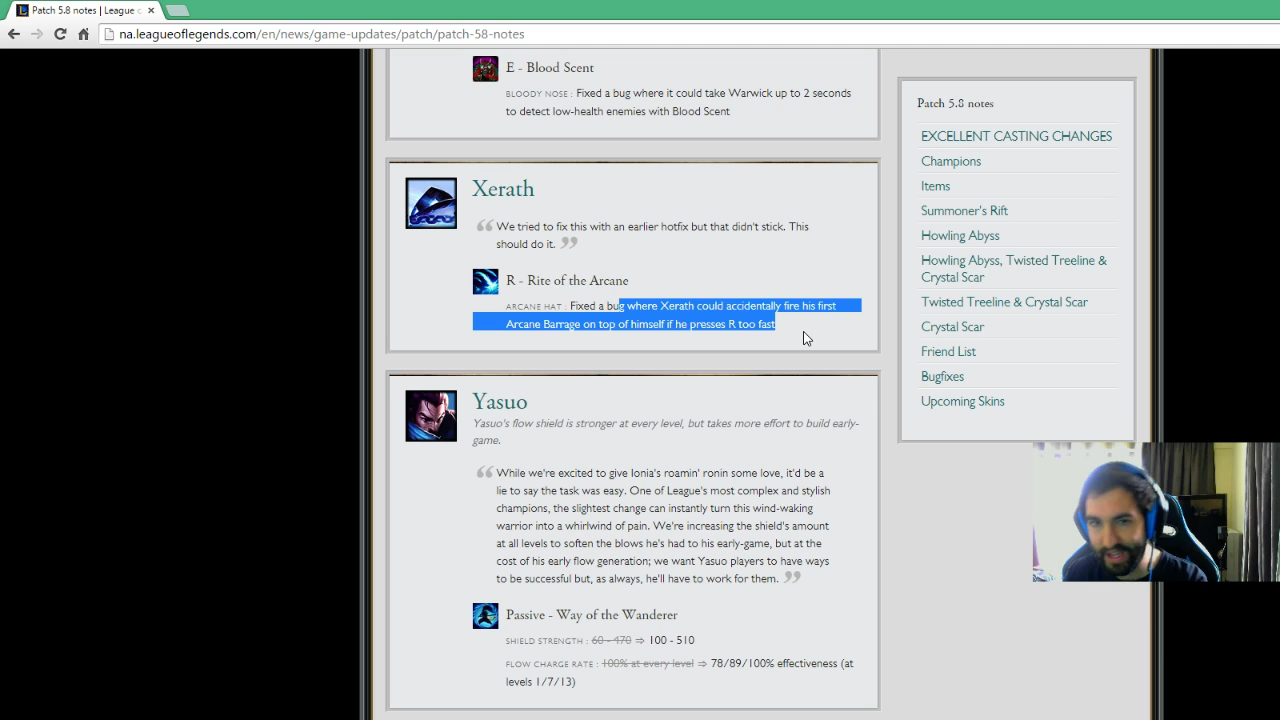 Patch 5.8 notes | League c
na.leagueoflegends.com/en/news/game-updates/patch/patch-58-notes
E - Blood Scent
BLOODY NOSE : Fixed a bug where it could take Warwick up to 2 seconds
to detect low-health enemies with Blood Scent
Xerath
We tried to fix this with an earlier hotfix but that didn't stick. This
should do it.
R - Rite of the Arcane
ARCANE HAT : Fixed a bug where Xerath could accidentally fire his first
Arcane Barrage on top of himself if he presses R too fast
Yasuo
Yasuo's flow shield is stronger at every level, but takes more effort to build early-
game.
While we're excited to give Ionia's roamin' ronin some love, it'd be a
lie to say the task was easy. One of League's most complex and stylish
champions, the slightest change can instantly turn this wind-waking
warrior into a whirlwind of pain. We're increasing the shield's amount
at all levels to soften the blows he's had to his early-game, but at the
cost of his early flow generation; we want Yasuo players to have ways
to be successful but, as always, he'll have to work for them.
Passive - Way of the Wanderer
SHIELD STRENGTH : 60 - 470 ⇒ 100 - 510
FLOW CHARGE RATE : 100% at every level ⇒ 78/89/100% effectiveness (at
levels 1/7/13)
Patch 5.8 notes
EXCELLENT CASTING CHANGES
Champions
Items
Summoner's Rift
Howling Abyss
Howling Abyss, Twisted Treeline &
Crystal Scar
Twisted Treeline & Crystal Scar
Crystal Scar
Friend List
Bugfixes
Upcoming Skins